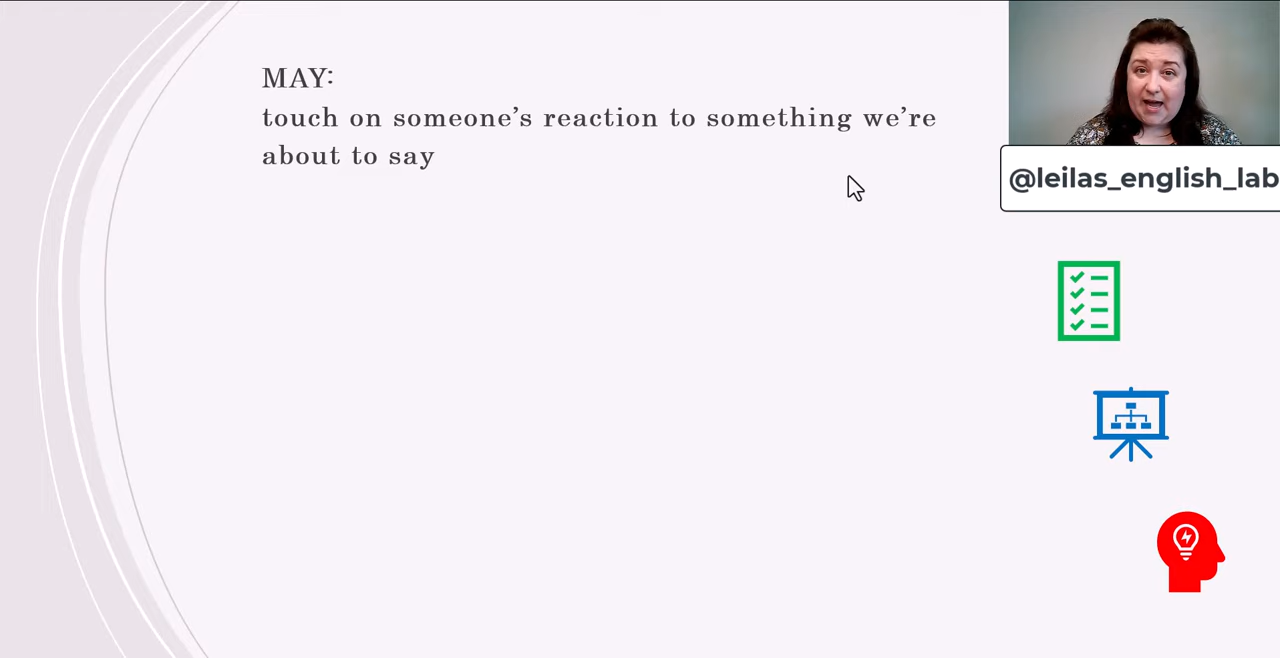 MAY:
touch on someone’s reaction to something we’re
about to say
@leilas_english_lab